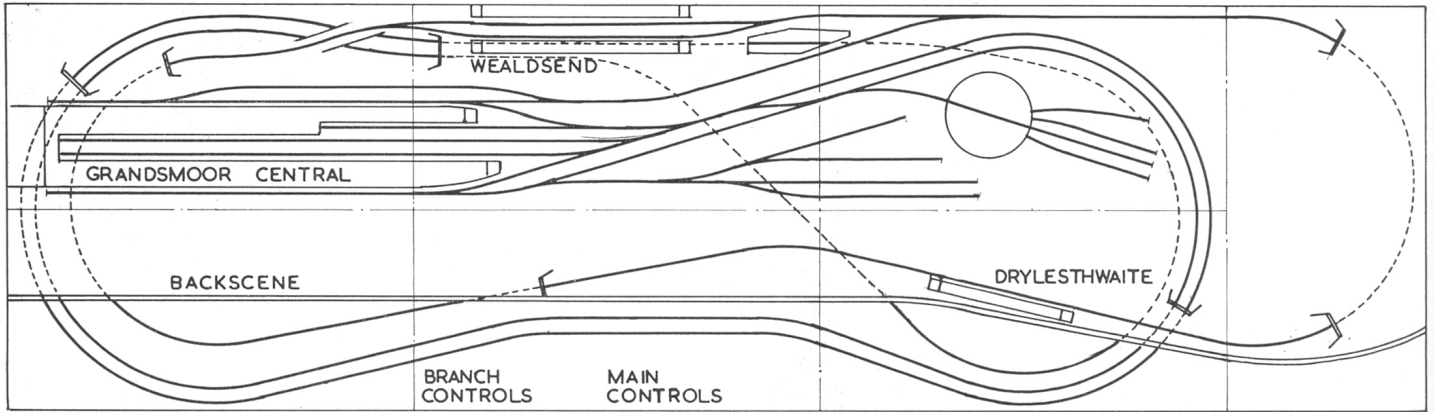 WEALDSEND
GRANDSMOOR CENTRAL
BACKSCENE
DRYLESTHWAITE
BRANCH
CONTROLS
MAIN
CONTROLS